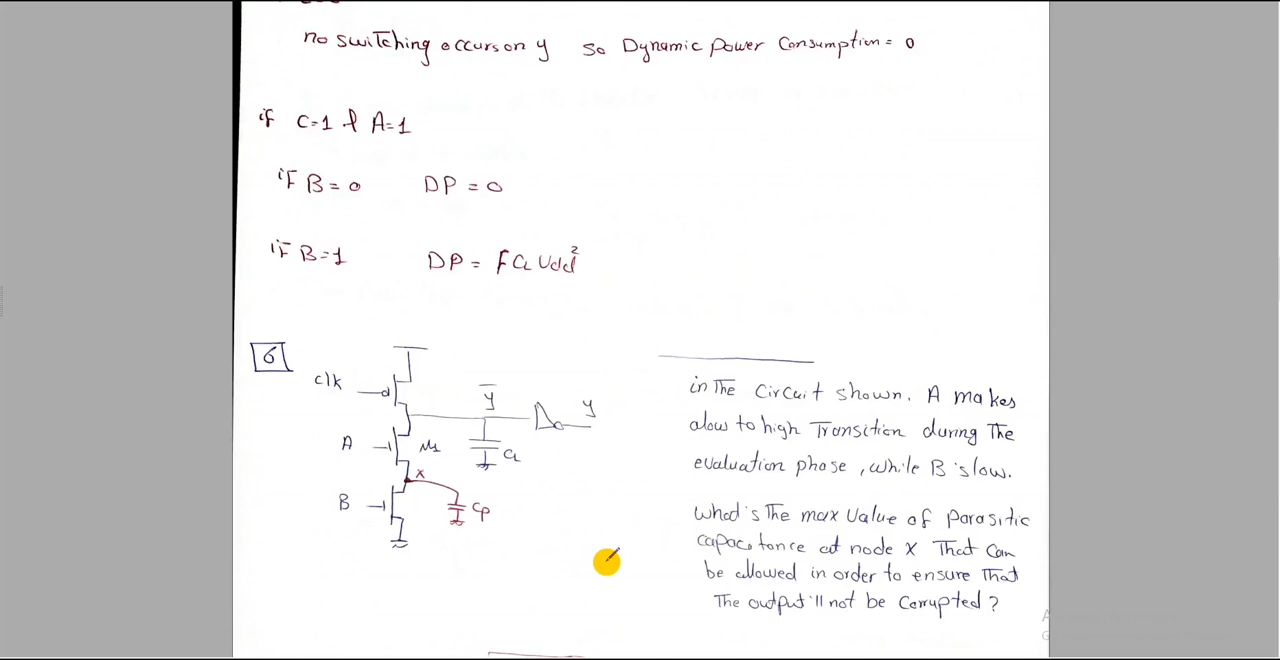 no switching occurs on y so Dynamic power Consumption = 0
if C=1 & A=1
if B = 0 DP = 0
if B=1 DP = F CL Vdd²
6
clk
y̅
y
A
M1
CL
x
B
Cp
in The Circuit shown. A makes
a low to high Transition during The
evaluation phase, while B is low.
What's The max Value of Parasitic
capacitance at node X That Can
be allowed in order to ensure That
The output'll not be Corrupted?